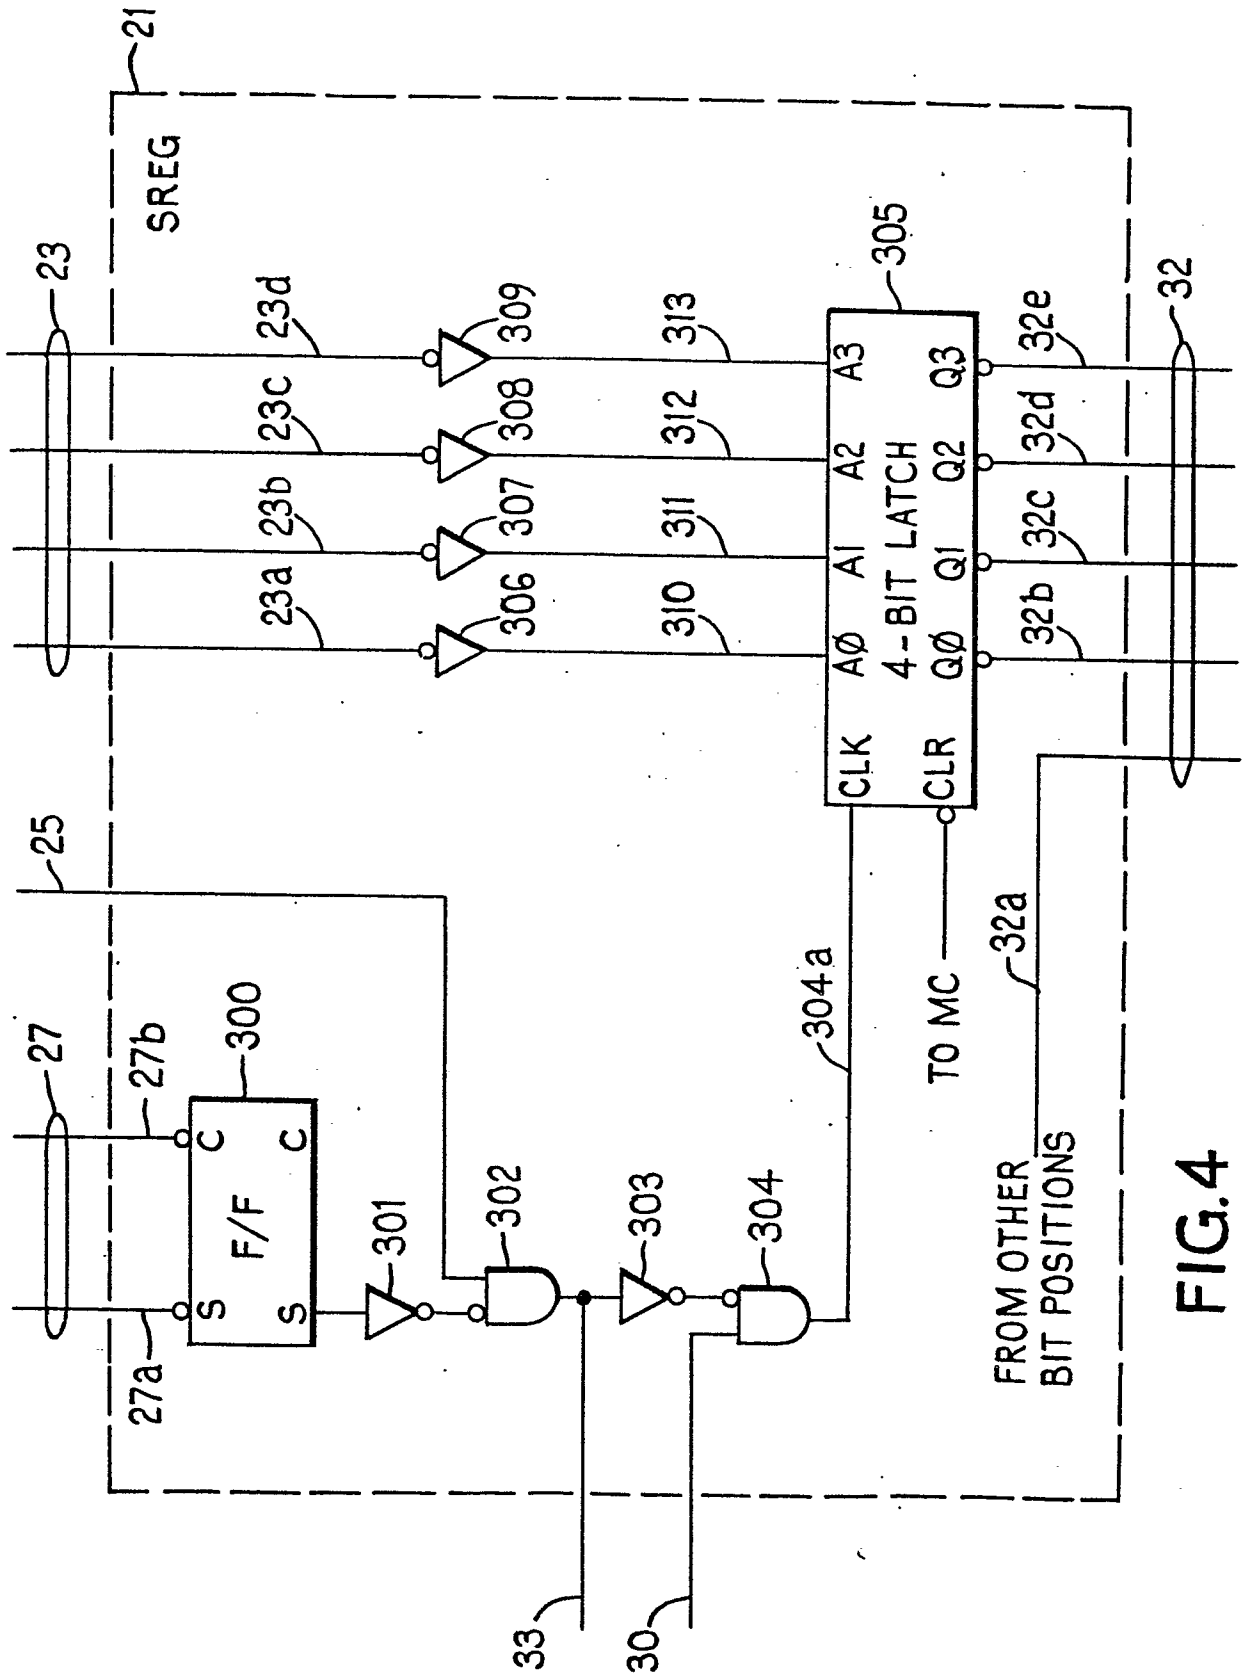 21
SREG
23
23a
23b
23c
23d
25
27
27a
27b
300
S
C
F/F
S
C
301
302
303
304
304a
306
307
308
309
310
311
312
313
305
CLK
AØ
A1
A2
A3
4-BIT LATCH
CLR
QØ
Q1
Q2
Q3
TO MC
32a
32b
32c
32d
32e
32
33
30
FROM OTHER
BIT POSITIONS
FIG.4